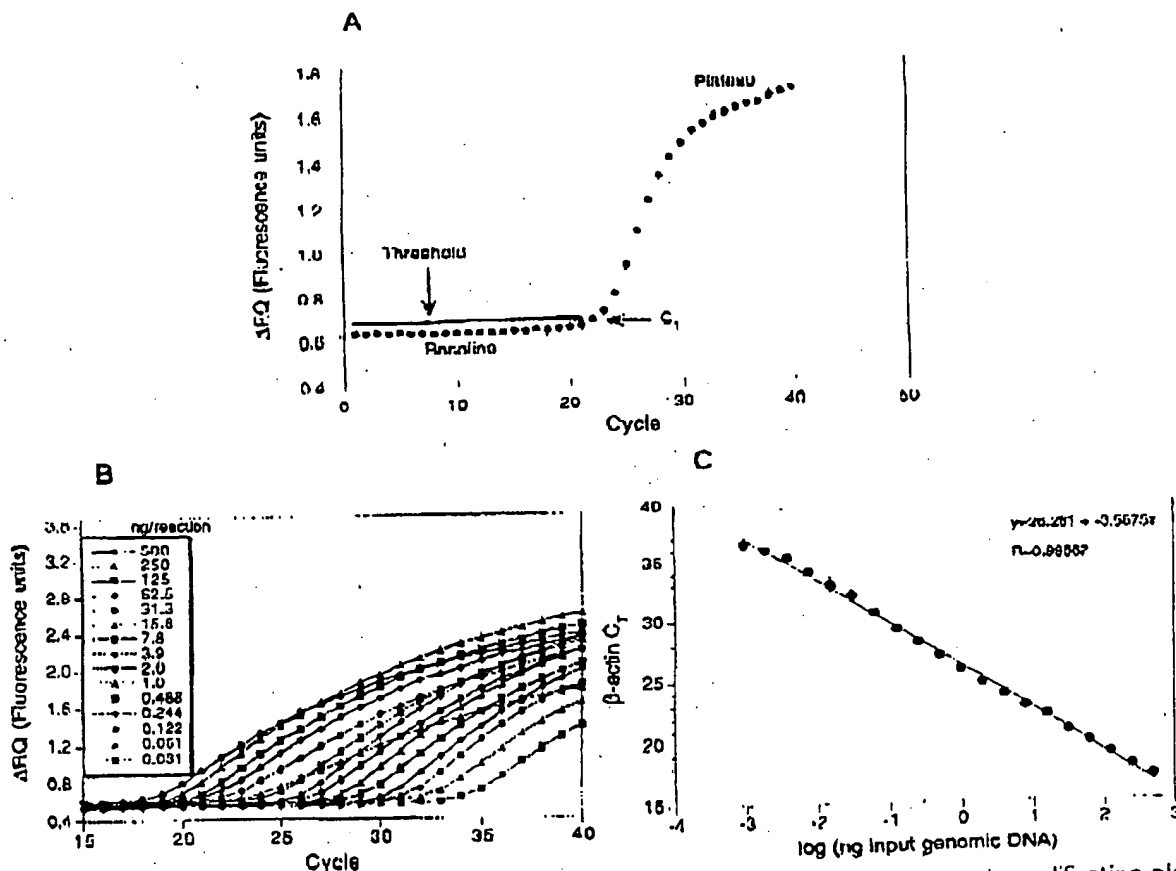 A
ΔRQ (Fluorescence units)
1.8
1.6
1.4
1.2
1.0
0.8
0.6
0.4
Threshold
Baseline
Plateau
C_T
0 10 20 30 40 50
Cycle
B
ΔRQ (Fluorescence units)
3.6
3.2
2.8
2.4
2.0
1.6
1.2
0.8
0,4
ng/reaction
500
250
125
62.5
31.3
15.8
7.8
3.9
2.0
1.0
0.488
0.244
0.122
0.061
0.031
15 20 25 30 35 40
Cycle
C
β-actin C_T
40
35
30
25
20
15
-4 -3 -2 -1 0 1 2 3
log (ng input genomic DNA)